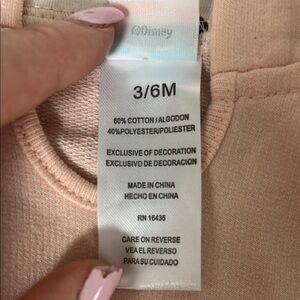 ©Disney
3/6M
60% COTTON/ALGODON
40%POLYESTER/POLIESTER
EXCLUSIVE OF DECORATION
EXCLUSIVO DE DECORACION
MADE IN CHINA
HECHO EN CHINA
RN 16435
CARE ON REVERSE
VEA EL REVERSO
PARA SU CUIDADO